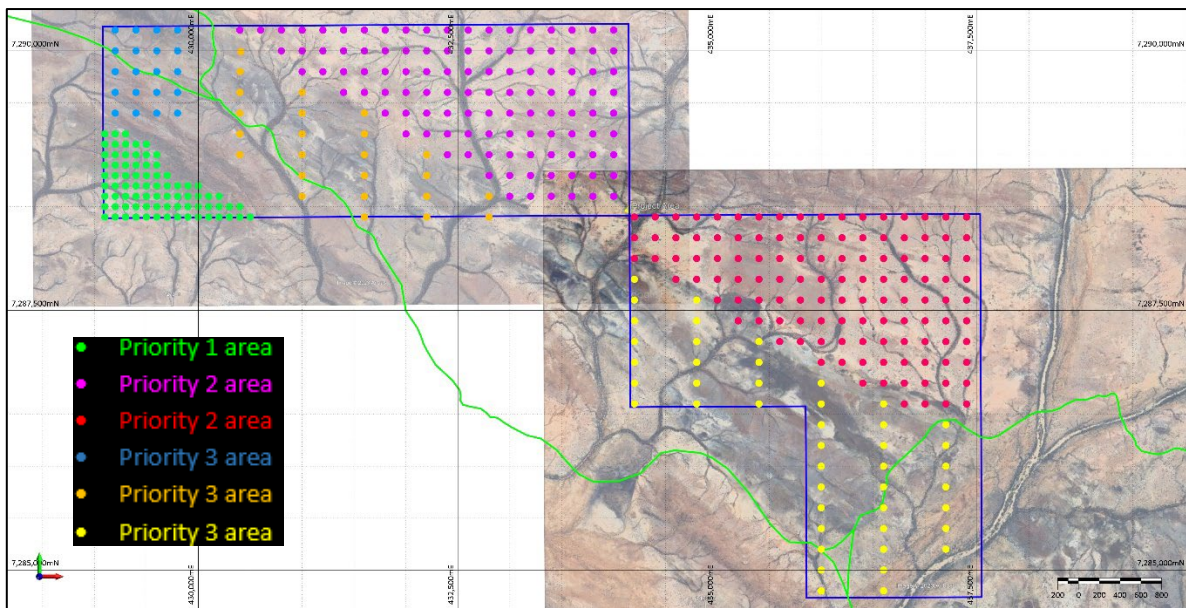 430,000mE
432,500mE
435,000mE
437,500mE
7,290,000mN
7,290,000mN
Project Area
7,287,500mN
7,287,500mN
Priority 1 area
Priority 2 area
Priority 2 area
Priority 3 area
Priority 3 area
Priority 3 area
7,285,000mN
7,285,000mN
430,000mE
432,500mE
435,000mE
437,500mE
200 0 200 400 600 800